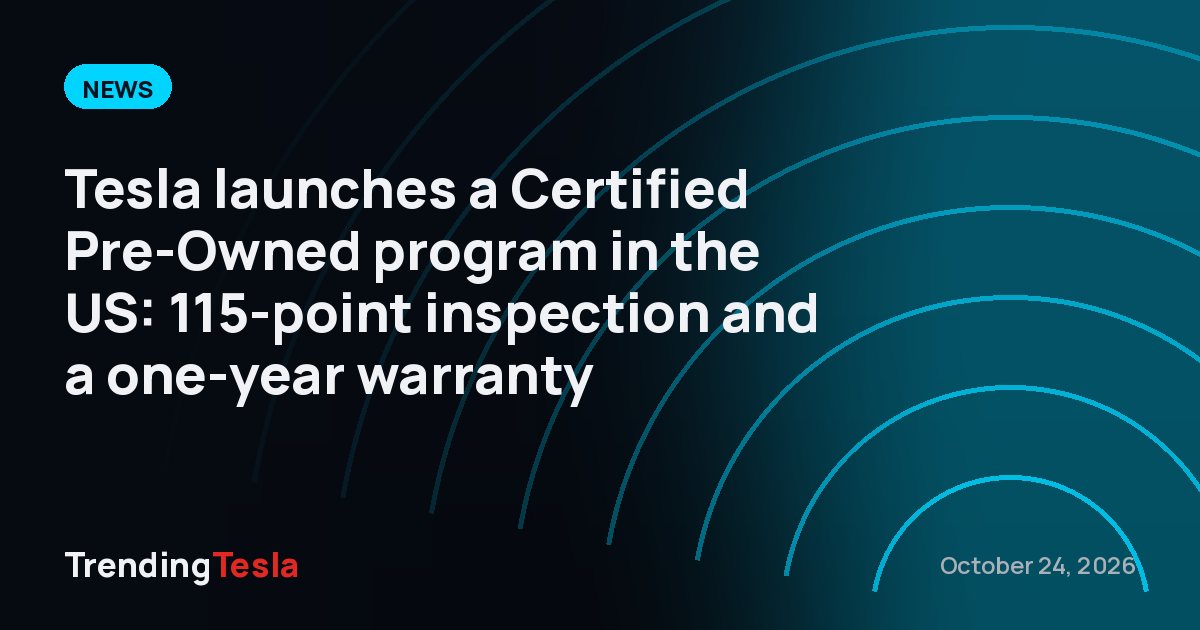 NEWS
Tesla launches a Certified
Pre-Owned program in the
US: 115-point inspection and
a one-year warranty
TrendingTesla
October 24, 2026